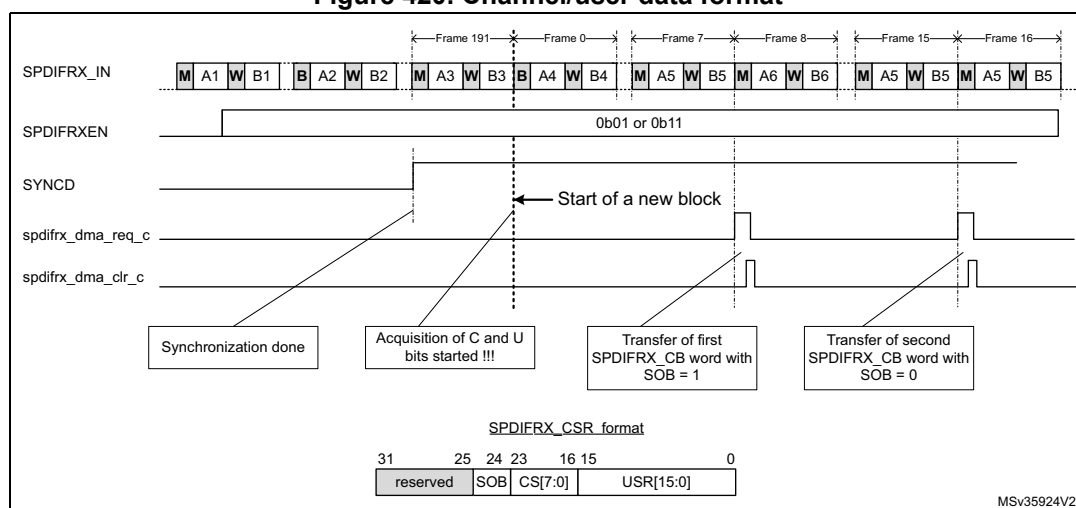 Figure 420. Channel/user data format
Frame 191 Frame 0 Frame 7 Frame 8 Frame 15 Frame 16
SPDIFRX_IN M A1 W B1 B A2 W B2 M A3 W B3 B A4 W B4 M A5 W B5 M A6 W B6 M A5 W B5 M A5 W B5
SPDIFRXEN 0b01 or 0b11
SYNCD
Start of a new block
spdifrx_dma_req_c
spdifrx_dma_clr_c
Synchronization done
Acquisition of C and U
bits started !!!
Transfer of first
SPDIFRX_CB word with
SOB = 1
Transfer of second
SPDIFRX_CB word with
SOB = 0
SPDIFRX_CSR format
31 25 24 23 16 15 0
reserved SOB CS[7:0] USR[15:0]
MSv35924V2